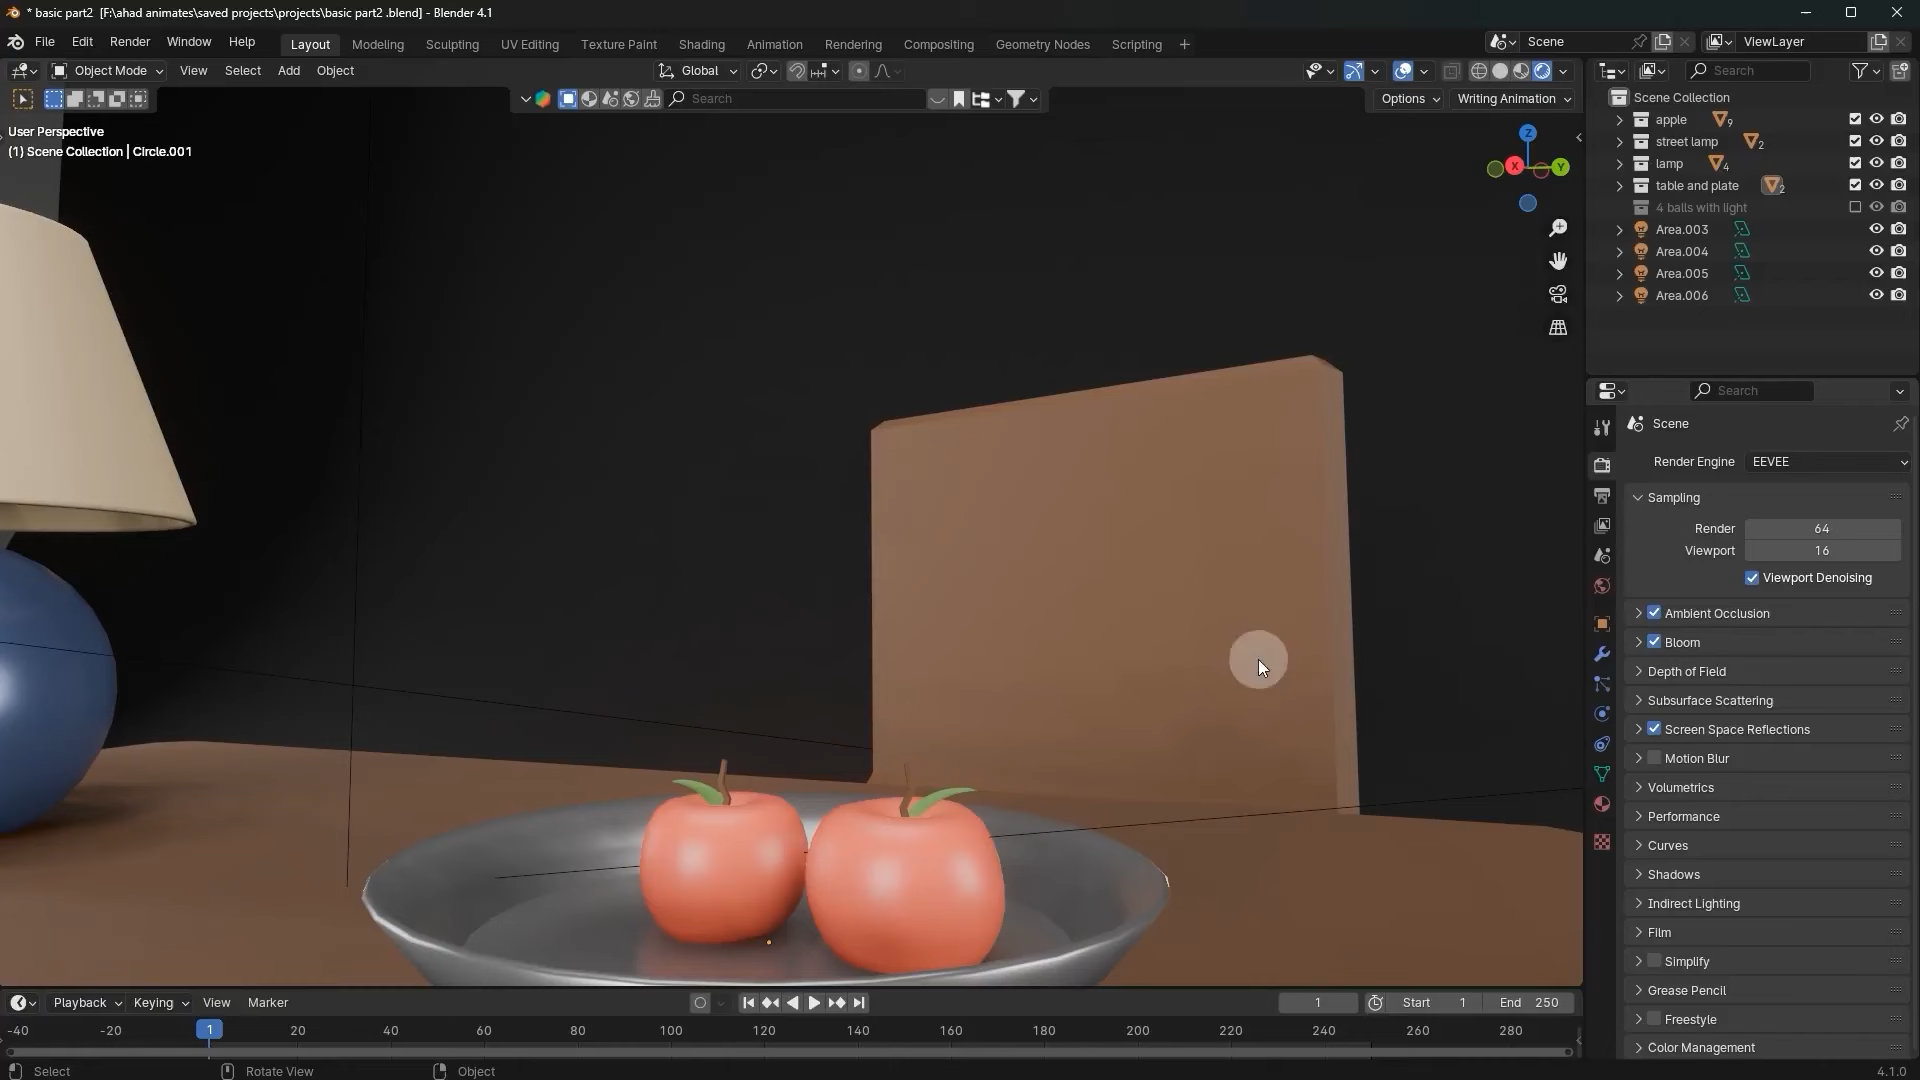 * basic part2 [F:\ahad animates\saved projects\projects\basic part2 .blend] - Blender 4.1
File Edit Render Window Help Layout Modeling Sculpting UV Editing Texture Paint Shading Animation Rendering Compositing Geometry Nodes Scripting + Scene ViewLayer
Object Mode View Select Add Object Global Search
Search Options Writing Animation
User Perspective
(1) Scene Collection | Circle.001
Z
X
Y
Scene Collection
apple 9
street lamp 2
lamp 4
table and plate 2
4 balls with light
Area.003
Area.004
Area.005
Area.006
Search
Scene
Render Engine EEVEE
Sampling
Render 64
Viewport 16
Viewport Denoising
Ambient Occlusion
Bloom
Depth of Field
Subsurface Scattering
Screen Space Reflections
Motion Blur
Volumetrics
Performance
Curves
Shadows
Indirect Lighting
Film
Simplify
Grease Pencil
Freestyle
Color Management
Playback Keying View Marker 1 Start 1 End 250
-40 -20 1 20 40 60 80 100 120 140 160 180 200 220 240 260 280
Select Rotate View Object 4.1.0